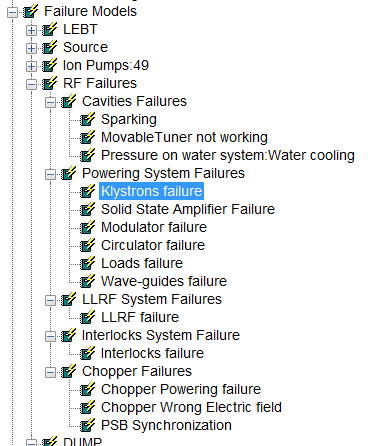 Failure Models
LEBT
Source
Ion Pumps:49
RF Failures
Cavities Failures
Sparking
MovableTuner not working
Pressure on water system:Water cooling
Powering System Failures
Klystrons failure
Solid State Amplifier Failure
Modulator failure
Circulator failure
Loads failure
Wave-guides failure
LLRF System Failures
LLRF failure
Interlocks System Failure
Interlocks failure
Chopper Failures
Chopper Powering failure
Chopper Wrong Electric field
PSB Synchronization
DUMP